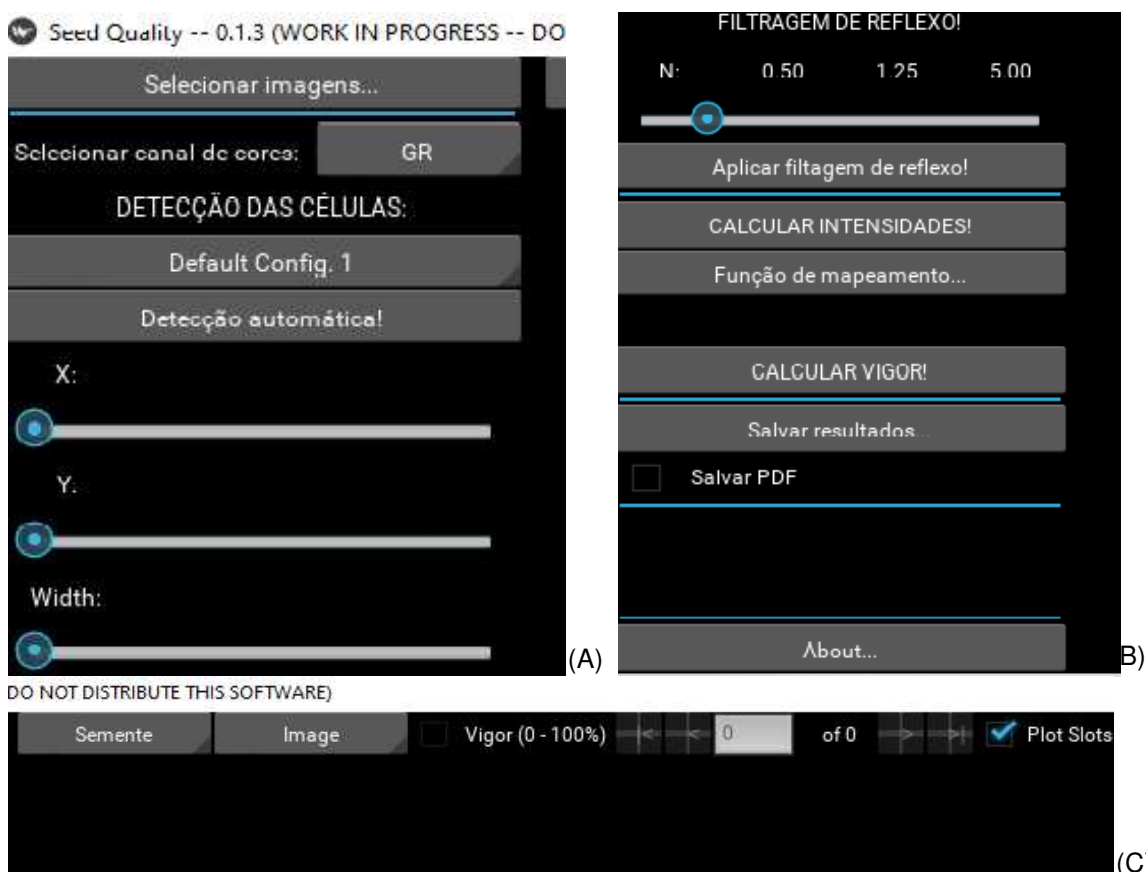 Seed Quality -- 0.1.3 (WORK IN PROGRESS -- DO
Selecionar imagens...
Selecionar canal de cores: GR
DETECÇÃO DAS CÉLULAS:
Default Config. 1
Detecção automática!
X:
Y:
Width:
(A)
FILTRAGEM DE REFLEXO!
N: 0.50 1.25 5.00
Aplicar filtagem de reflexo!
CALCULAR INTENSIDADES!
Função de mapeamento...
CALCULAR VIGOR!
Salvar resultados...
Salvar PDF
About...
B)
DO NOT DISTRIBUTE THIS SOFTWARE)
Semente Image Vigor (0 - 100%) |< < 0 of 0 > >| Plot Slots
(C)